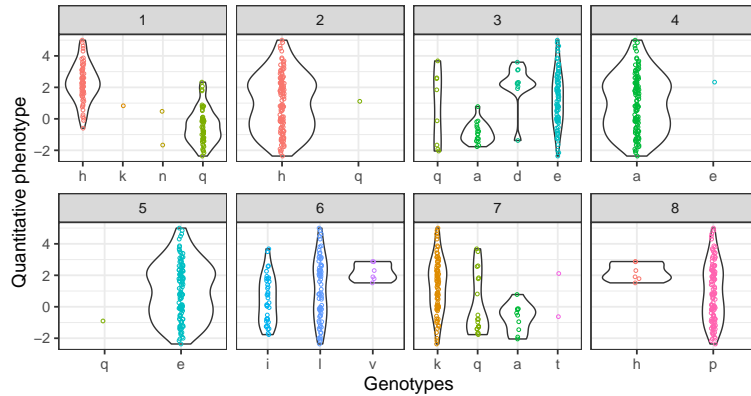 1 2 3 4
4
2
0
−2
h k n q h q q a d e a e
5 6 7 8
4
2
0
−2
q e i l v k q a t h p
Quantitative phenotype
Genotypes